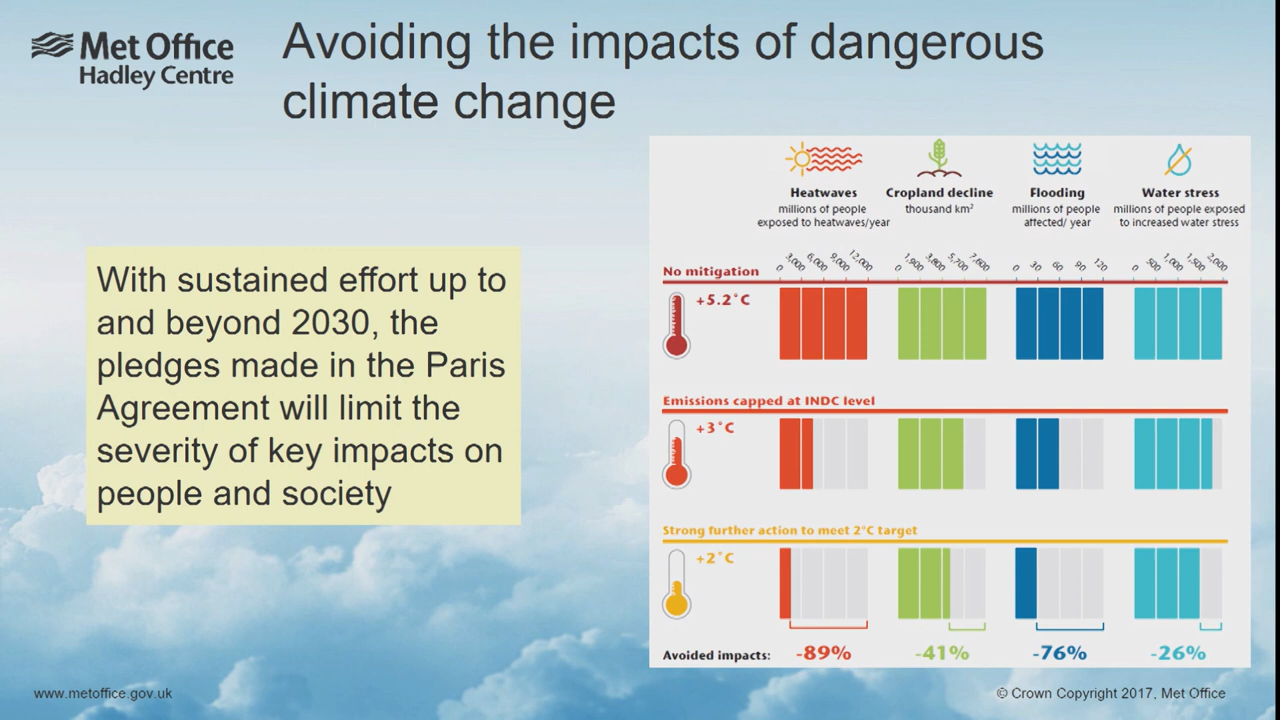 Met Office
Hadley Centre
Avoiding the impacts of dangerous
climate change
With sustained effort up to
and beyond 2030, the
pledges made in the Paris
Agreement will limit the
severity of key impacts on
people and society
Heatwaves
millions of people
exposed to heatwaves/year
Cropland decline
thousand km²
Flooding
millions of people
affected/ year
Water stress
millions of people exposed
to increased water stress
No mitigation
0 3,000 6,000 9,000 12,000
0 1,900 3,800 5,700 7,600
0 30 60 90 120
0 500 1,000 1,500 2,000
+5.2°C
Emissions capped at INDC level
+3°C
Strong further action to meet 2°C target
+2°C
Avoided impacts: -89% -41% -76% -26%
www.metoffice.gov.uk
© Crown Copyright 2017, Met Office